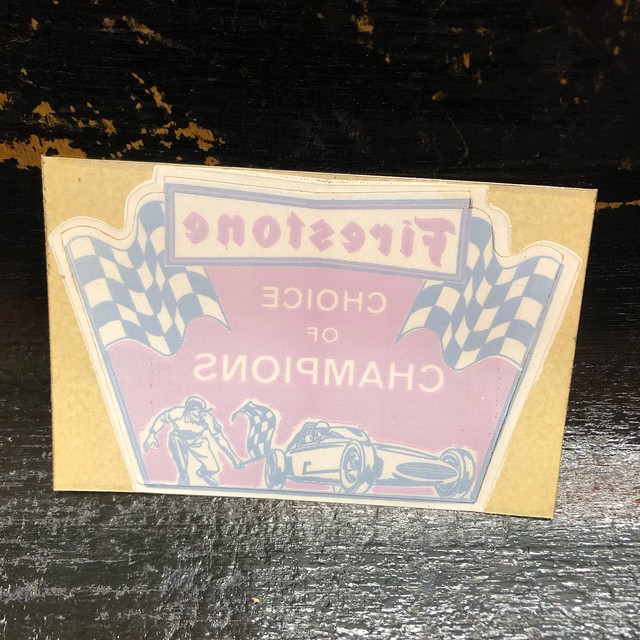 Firestone
CHOICE
OF
CHAMPIONS